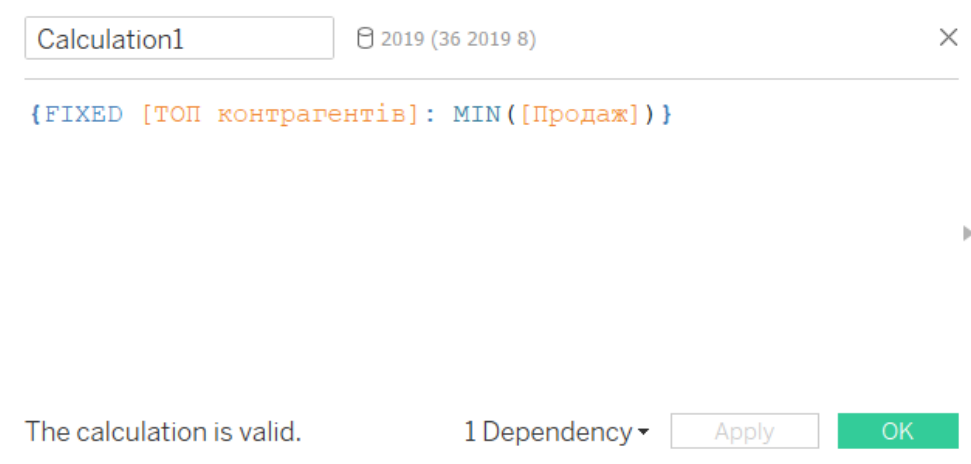 Calculation1
2019 (36 2019 8)
{FIXED [ТОП контрагентів]: MIN([Продаж])}
The calculation is valid.
1 Dependency
Apply
OK